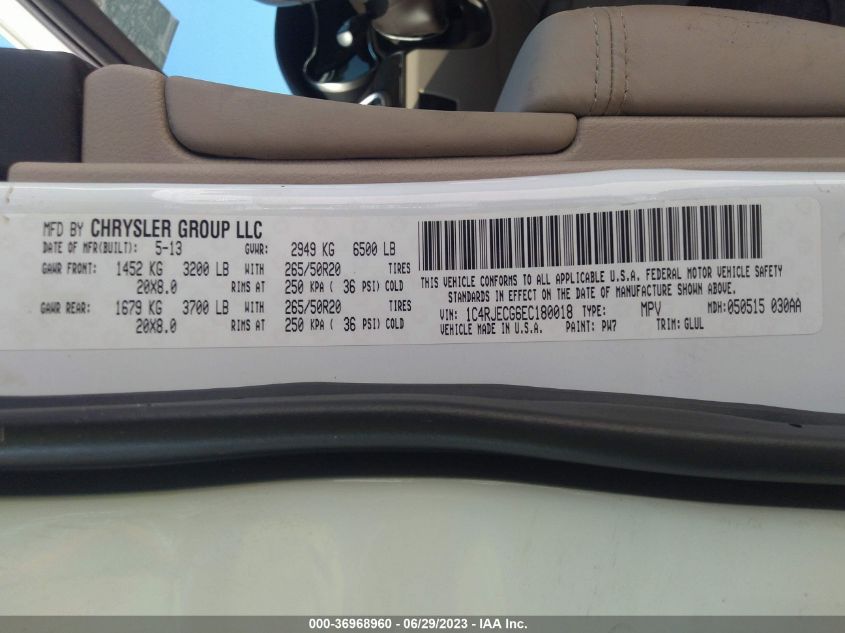 MFD BY CHRYSLER GROUP LLC
DATE OF MFR(BUILT): 5-13 GVWR: 2949 KG 6500 LB
GAWR FRONT: 1452 KG 3200 LB WITH 265/50R20 TIRES
20X8.0 RIMS AT 250 KPA ( 36 PSI) COLD
GAWR REAR: 1679 KG 3700 LB WITH 265/50R20 TIRES
20X8.0 RIMS AT 250 KPA ( 36 PSI) COLD
THIS VEHICLE CONFORMS TO ALL APPLICABLE U.S.A. FEDERAL MOTOR VEHICLE SAFETY
STANDARDS IN EFFECT ON THE DATE OF MANUFACTURE SHOWN ABOVE.
VIN: 1C4RJECG6EC180018 TYPE: MPV MDH:050515 030AA
VEHICLE MADE IN U.S.A. PAINT: PW7 TRIM: GLUL
000-36968960 - 06/29/2023 - IAA Inc.